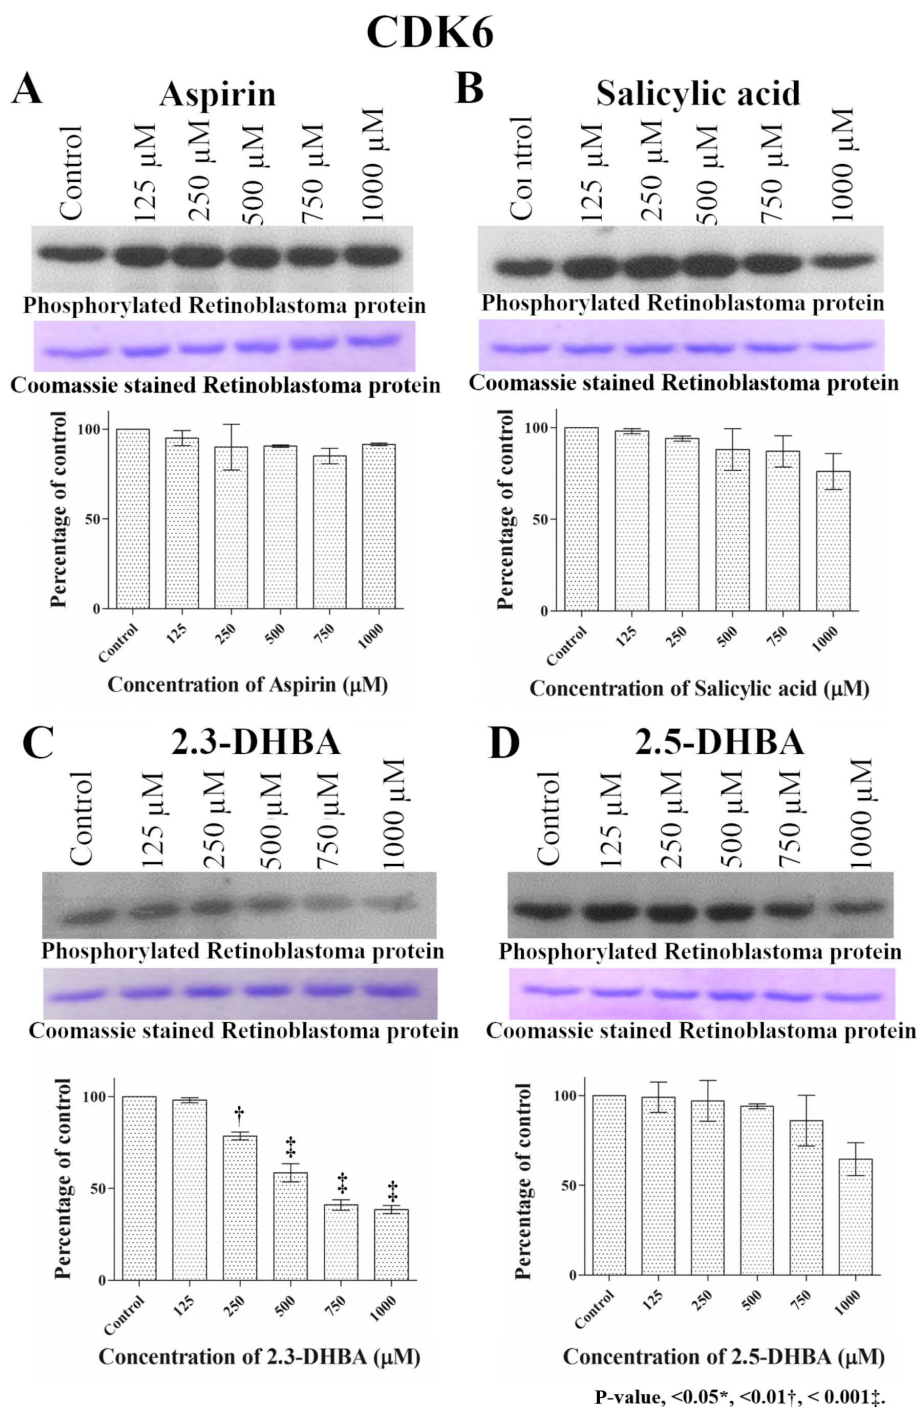 CDK6
A
Aspirin
Control
125 µM
250 µM
500 µM
750 µM
1000 µM
Phosphorylated Retinoblastoma protein
Coomassie stained Retinoblastoma protein
Percentage of control
100
50
0
Control
125
250
500
750
1000
Concentration of Aspirin (µM)
B
Salicylic acid
Control
125 µM
250 µM
500 µM
750 µM
1000 µM
Phosphorylated Retinoblastoma protein
Coomassie stained Retinoblastoma protein
Percentage of control
100
50
0
Control
125
250
500
750
1000
Concentration of Salicylic acid (µM)
C
2.3-DHBA
Control
125 µM
250 µM
500 µM
750 µM
1000 µM
Phosphorylated Retinoblastoma protein
Coomassie stained Retinoblastoma protein
Percentage of control
100
50
0
†
‡
‡
‡
Control
125
250
500
750
1000
Concentration of 2.3-DHBA (µM)
D
2.5-DHBA
Control
125 µM
250 µM
500 µM
750 µM
1000 µM
Phosphorylated Retinoblastoma protein
Coomassie stained Retinoblastoma protein
Percentage of control
100
50
0
Control
125
250
500
750
1000
Concentration of 2.5-DHBA (µM)
P-value, <0.05*, <0.01†, < 0.001‡.